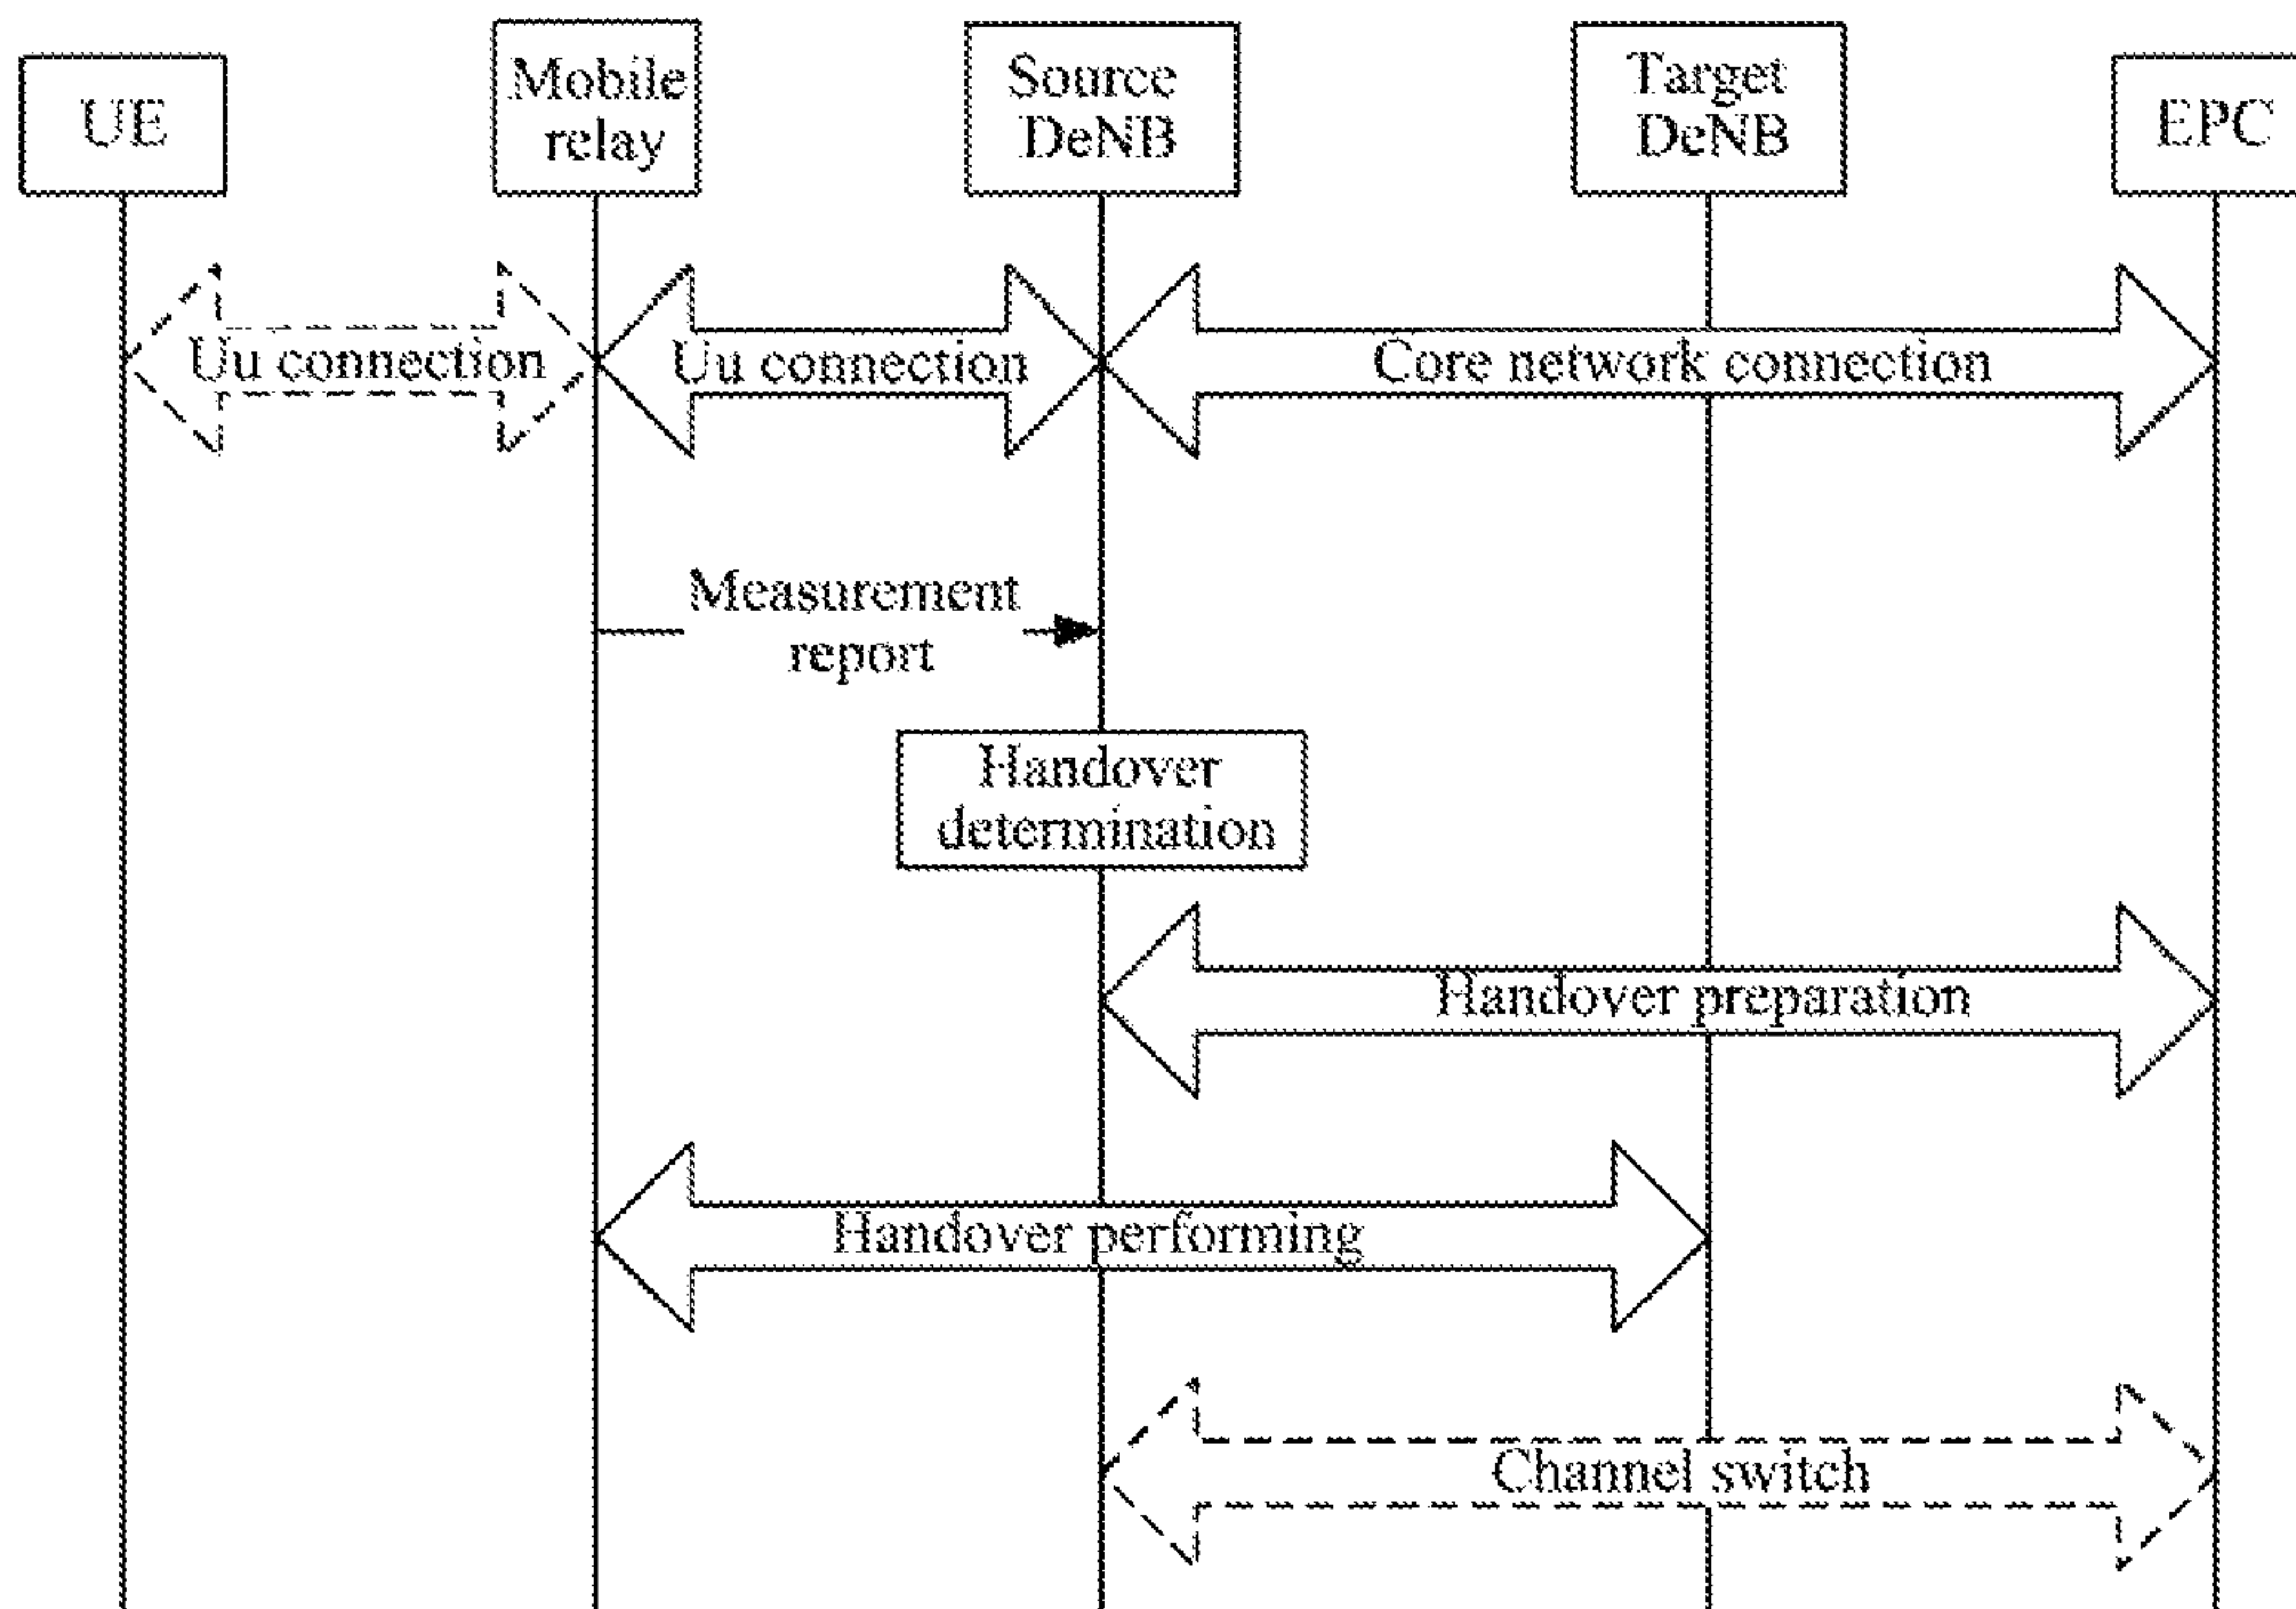 UE
Mobile
relay
Source
DeNB
Target
DeNB
EPC
Uu connection
Uu connection
Core network connection
Measurement
report
Handover
determination
Handover preparation
Handover performing
Channel switch